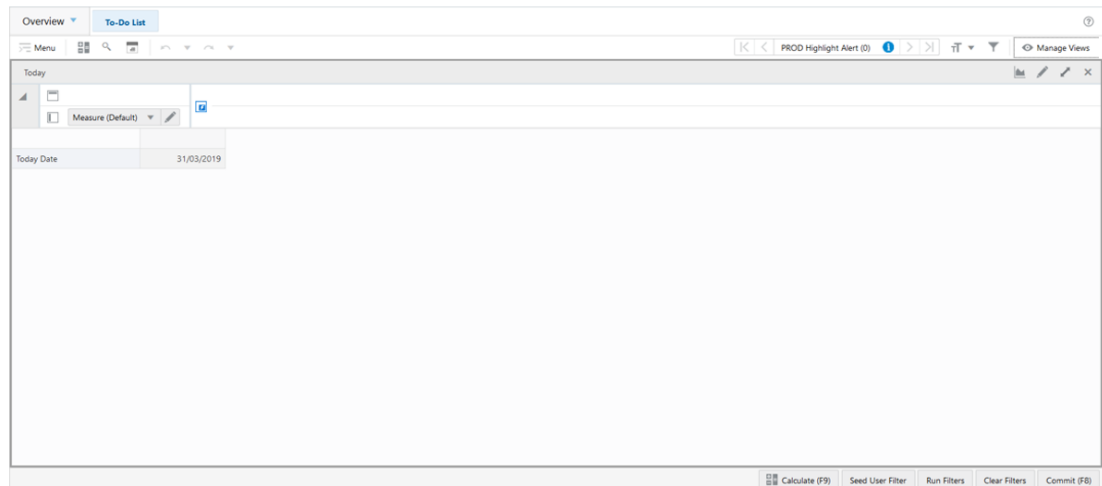 Overview To-Do List
Menu PROD Highlight Alert (0) Manage Views
Today
Measure (Default)
Today Date 31/03/2019
Calculate (F9) Seed User Filter Run Filters Clear Filters Commit (F8)